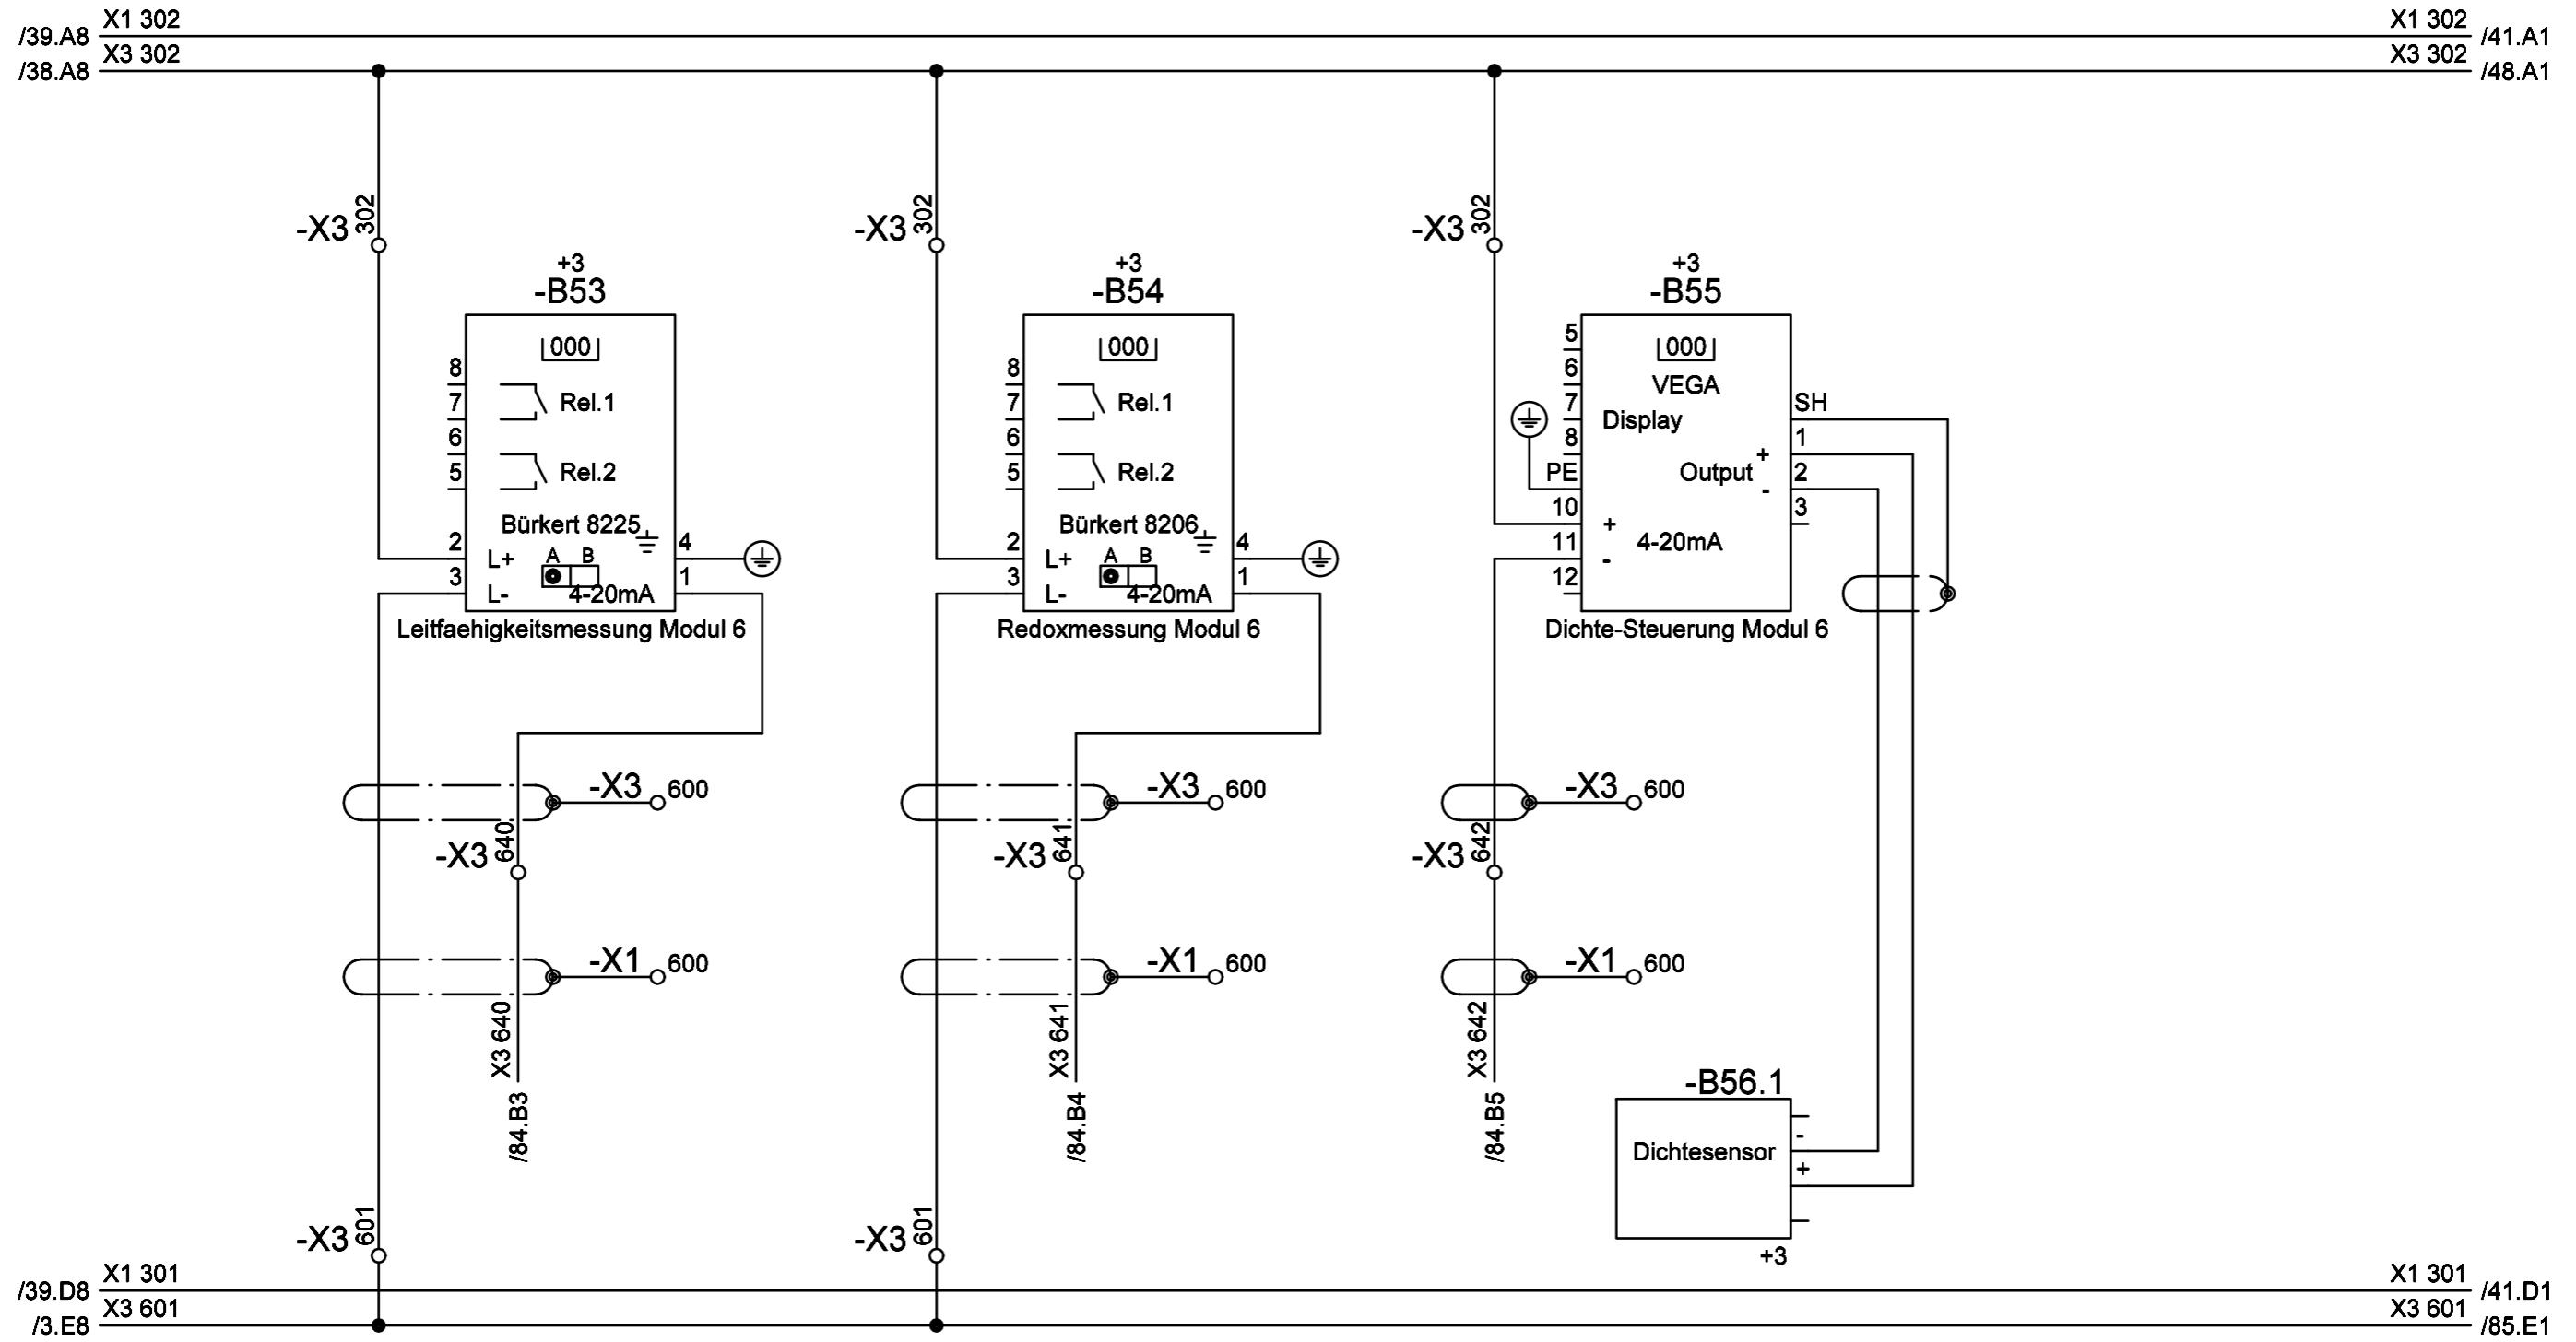 X1 302
X1 302
/39.A8
/41.A1
X3 302
X3 302
/38.A8
/48.A1
-X3 302
-X3 302
-X3 302
+3
-B53
000
8
7
Rel.1
6
5
Rel.2
Bürkert 8225
2
L+
A B
4
3
L-
4-20mA
1
Leitfaehigkeitsmessung Modul 6
+3
-B54
000
8
7
Rel.1
6
5
Rel.2
Bürkert 8206
2
L+
A B
4
3
L-
4-20mA
1
Redoxmessung Modul 6
+3
-B55
5
000
6
VEGA
7
Display
SH
8
1
PE
Output
+
2
-
10
+
3
11
4-20mA
-
12
Dichte-Steuerung Modul 6
-X3 600
-X3 640
-X1 600
X3 640
/84.B3
-X3 600
-X3 641
-X1 600
X3 641
/84.B4
-X3 600
-X3 642
-X1 600
X3 642
/84.B5
-B56.1
-
Dichtesensor
+
+3
-X3 601
-X3 601
X1 301
X1 301
/39.D8
/41.D1
X3 601
X3 601
/3.E8
/85.E1